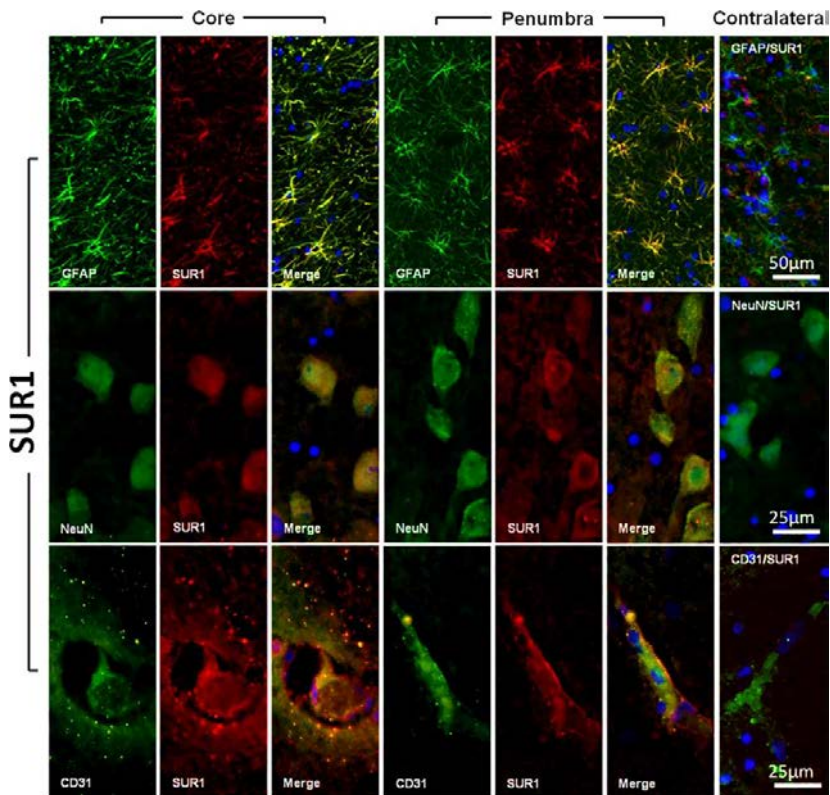 Core Penumbra Contralateral
GFAP/SUR1
SUR1
GFAP SUR1 Merge GFAP SUR1 Merge 50µm
NeuN/SUR1
NeuN SUR1 Merge NeuN SUR1 Merge 25µm
CD31/SUR1
CD31 SUR1 Merge CD31 SUR1 Merge 25µm